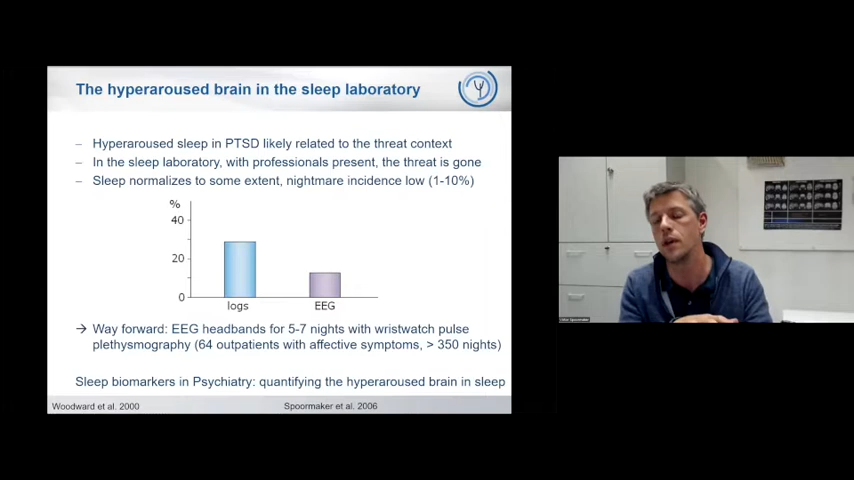 The hyperaroused brain in the sleep laboratory
– Hyperaroused sleep in PTSD likely related to the threat context
– In the sleep laboratory, with professionals present, the threat is gone
– Sleep normalizes to some extent, nightmare incidence low (1-10%)
%
40
20
0
logs
EEG
→ Way forward: EEG headbands for 5-7 nights with wristwatch pulse
plethysmography (64 outpatients with affective symptoms, > 350 nights)
Sleep biomarkers in Psychiatry: quantifying the hyperaroused brain in sleep
Woodward et al. 2000
Spoormaker et al. 2006